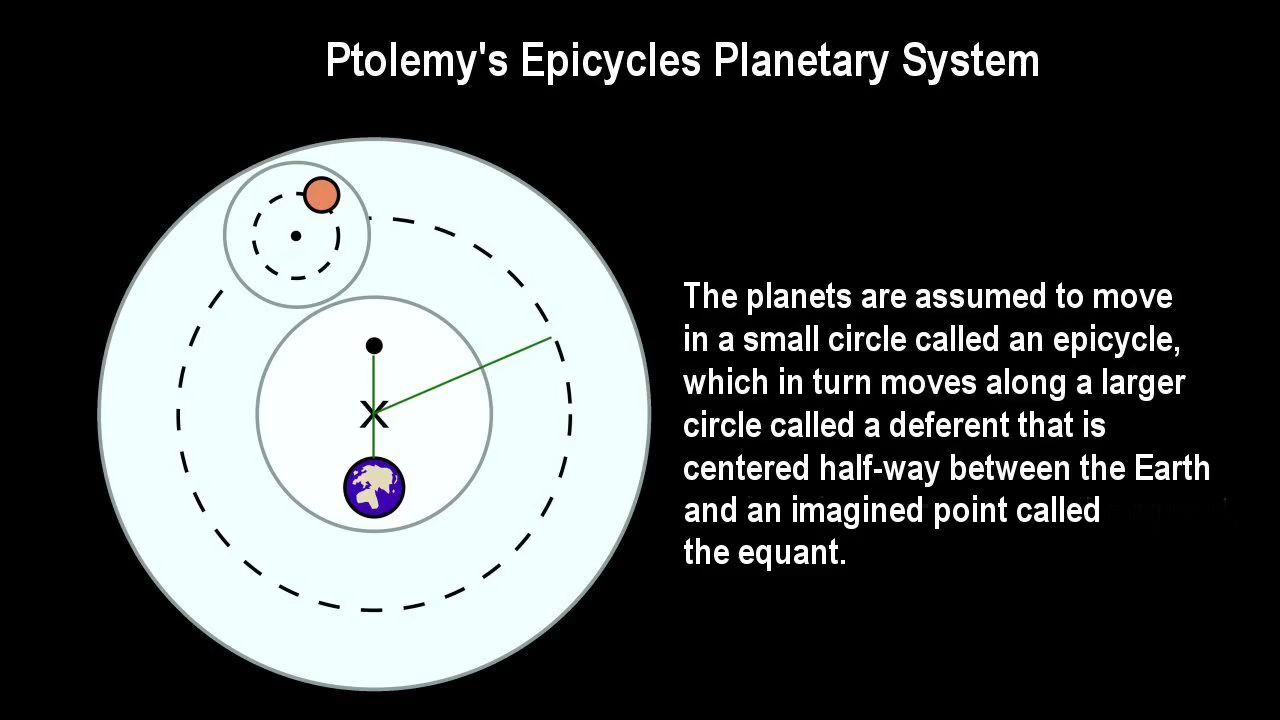 Ptolemy's Epicycles Planetary System
The planets are assumed to move
in a small circle called an epicycle,
which in turn moves along a larger
circle called a deferent that is
centered half-way between the Earth
and an imagined point called
the equant.
X